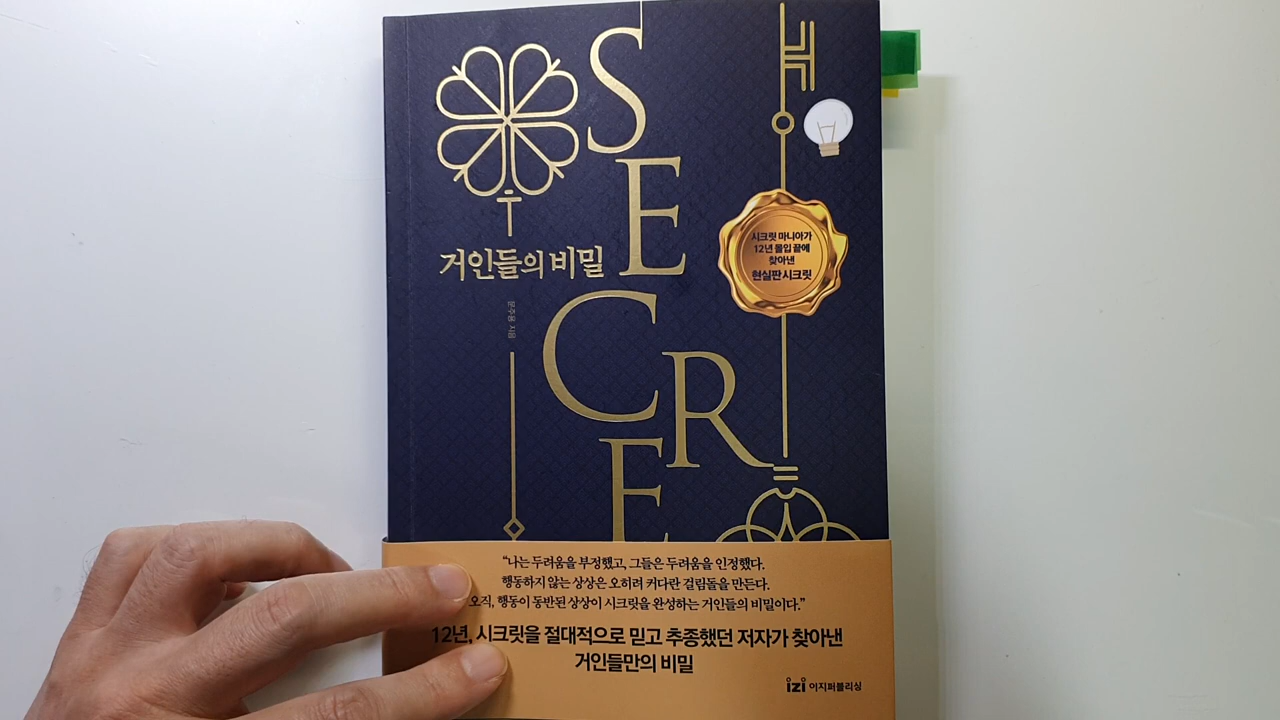 SECRE
거인들의 비밀
문주용 지음
시크릿 마니아가
12년 몰입 끝에
찾아낸
현실판 시크릿
“나는 두려움을 부정했고, 그들은 두려움을 인정했다.
행동하지 않는 상상은 오히려 커다란 걸림돌을 만든다.
오직, 행동이 동반된 상상이 시크릿을 완성하는 거인들의 비밀이다.”
12년, 시크릿을 절대적으로 믿고 추종했던 저자가 찾아낸
거인들만의 비밀
izi 이지퍼블리싱